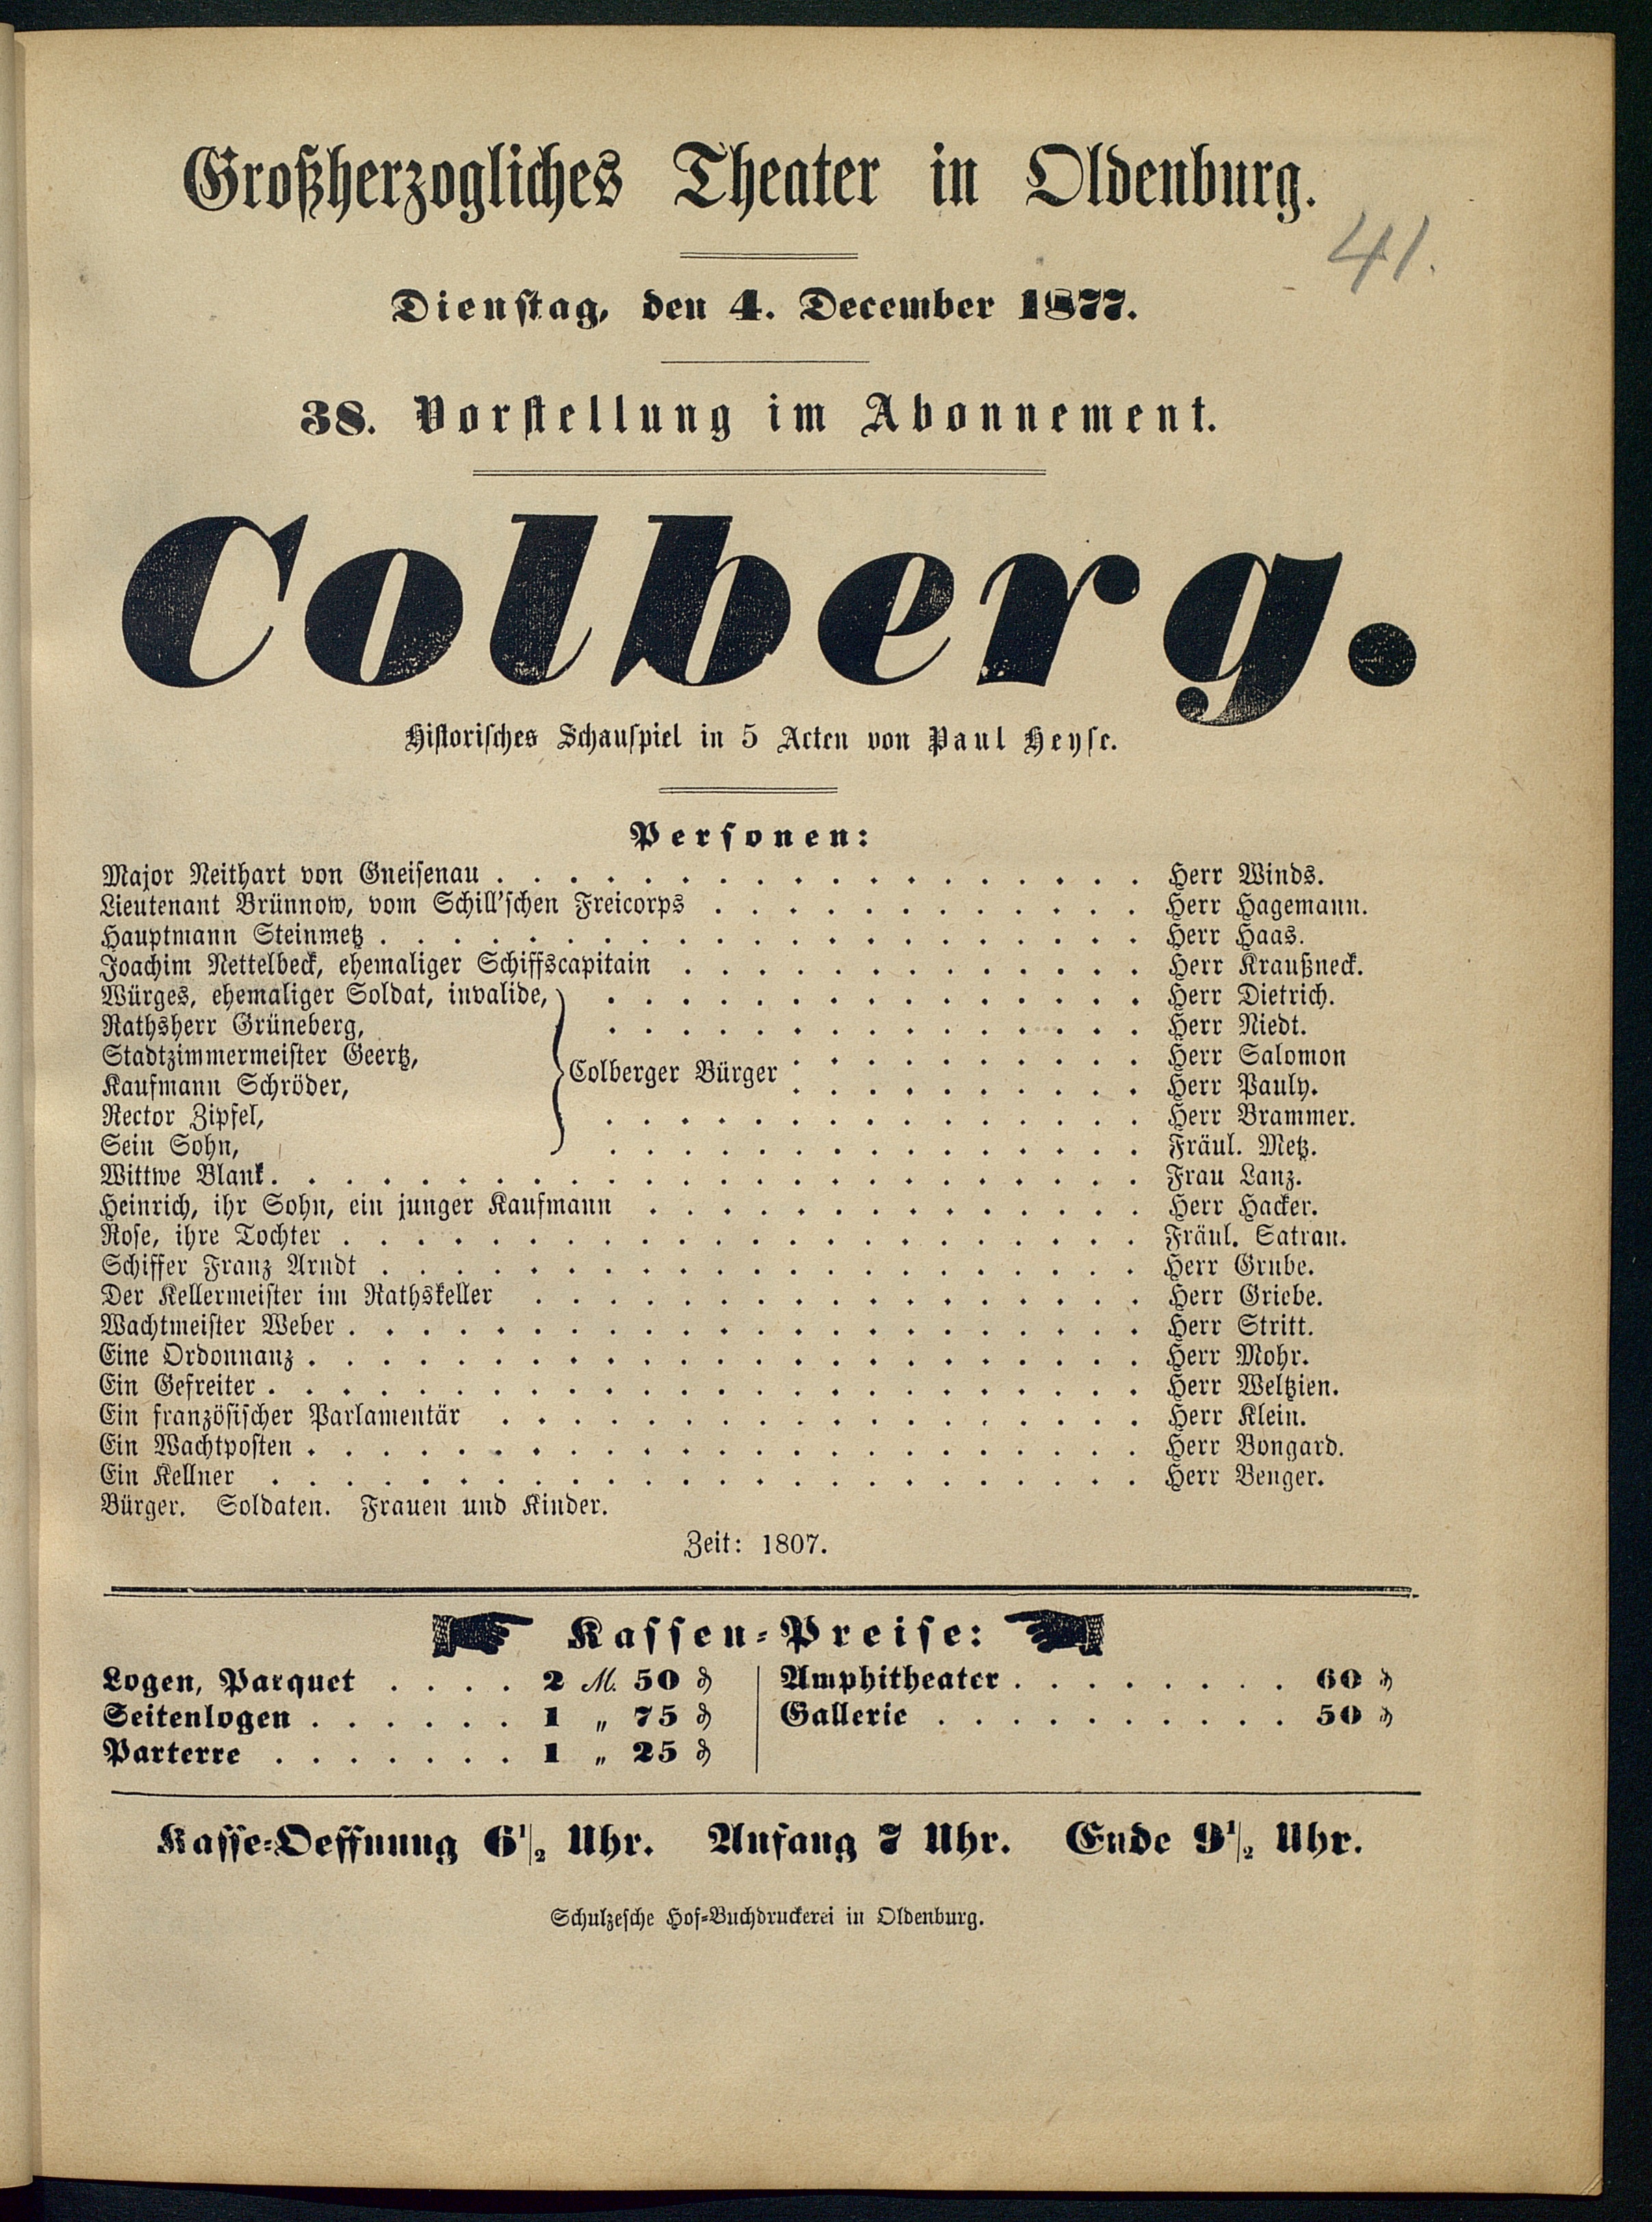 Großherzogliches Theater in Oldenburg.
41.
Dienstag, den 4. December 1877.
38. Vorstellung im Abonnement.
Colberg.
Historisches Schauspiel in 5 Acten von Paul Heyse.
Personen:
Major Neithart von Gneisenau . . . . . . . . . . Herr Winds.
Lieutenant Brünnow, vom Schill'schen Freicorps . . . . . . . . . . Herr Hagemann.
Hauptmann Steinmetz . . . . . . . . . . Herr Haas.
Joachim Nettelbeck, ehemaliger Schiffscapitain . . . . . . . . . . Herr Kraußneck.
Würges, ehemaliger Soldat, invalide, . . . . . . . . . . Herr Dietrich.
Rathsherr Grüneberg, . . . . . . . . . . Herr Niedt.
Stadtzimmermeister Geertz, . . . . . . . . . . Herr Salomon
Colberger Bürger
Kaufmann Schröder, . . . . . . . . . . Herr Pauly.
Rector Zipfel, . . . . . . . . . . Herr Brammer.
Sein Sohn, . . . . . . . . . . Fräul. Metz.
Wittwe Blank . . . . . . . . . . Frau Lanz.
Heinrich, ihr Sohn, ein junger Kaufmann . . . . . . . . . . Herr Hacker.
Rose, ihre Tochter . . . . . . . . . . Fräul. Satran.
Schiffer Franz Arndt . . . . . . . . . . Herr Grube.
Der Kellermeister im Rathskeller . . . . . . . . . . Herr Griebe.
Wachtmeister Weber . . . . . . . . . . Herr Stritt.
Eine Ordonnanz . . . . . . . . . . Herr Mohr.
Ein Gefreiter . . . . . . . . . . Herr Weltzien.
Ein französischer Parlamentär . . . . . . . . . . Herr Klein.
Ein Wachtposten . . . . . . . . . . Herr Bongard.
Ein Kellner . . . . . . . . . . Herr Benger.
Bürger. Soldaten. Frauen und Kinder.
Zeit: 1807.
Kassen-Preise:
Logen, Parquet . . . . 2 M. 50 ₰
Seitenlogen . . . . . . 1 „ 75 ₰
Parterre . . . . . . . 1 „ 25 ₰
Amphitheater . . . . . . . . 60 ₰
Gallerie . . . . . . . . . . 50 ₰
Kasse-Oeffnung 6 1/2 Uhr. Anfang 7 Uhr. Ende 9 1/2 Uhr.
Schulzesche Hof-Buchdruckerei in Oldenburg.